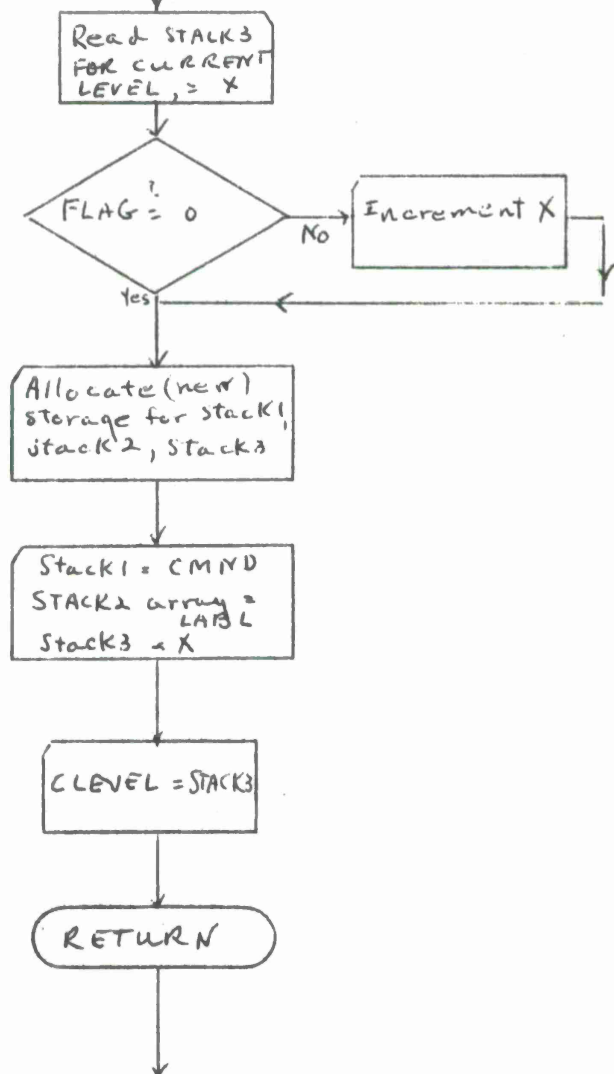 Read STACK3
FOR CURRENT
LEVEL, = X
FLAG ?= 0
No
Increment X
Yes
Allocate (new)
storage for stack1,
stack2, stack3
Stack1 = CMND
STACK2 array =
LABL
Stack3 = X
CLEVEL = STACK3
RETURN